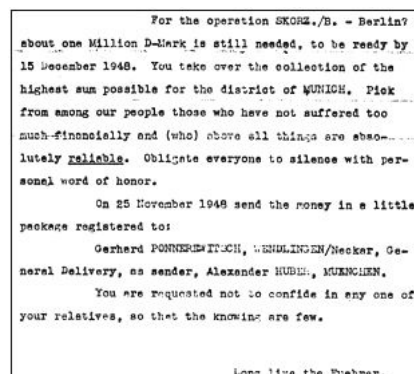 For the operation SKORZ./B. - Berlin?
about one Million D-Mark is still needed, to be ready by
15 December 1948. You take over the collection of the
highest sum possible for the district of MUNICH. Pick
from among our people those who have not suffered too
much financially and (who) above all things are abso-
lutely reliable. Obligate everyone to silence with per-
sonal word of honor.
On 25 November 1948 send the money in a little
package registered to:
Gerhard WENDLINGEN/Neckar, Ge-
neral Delivery, as sender, Alexander HUBER, MUENCHEN.
You are requested not to confide in any one of
your relatives, so that the knowing are few.
Long live the Fuehrer